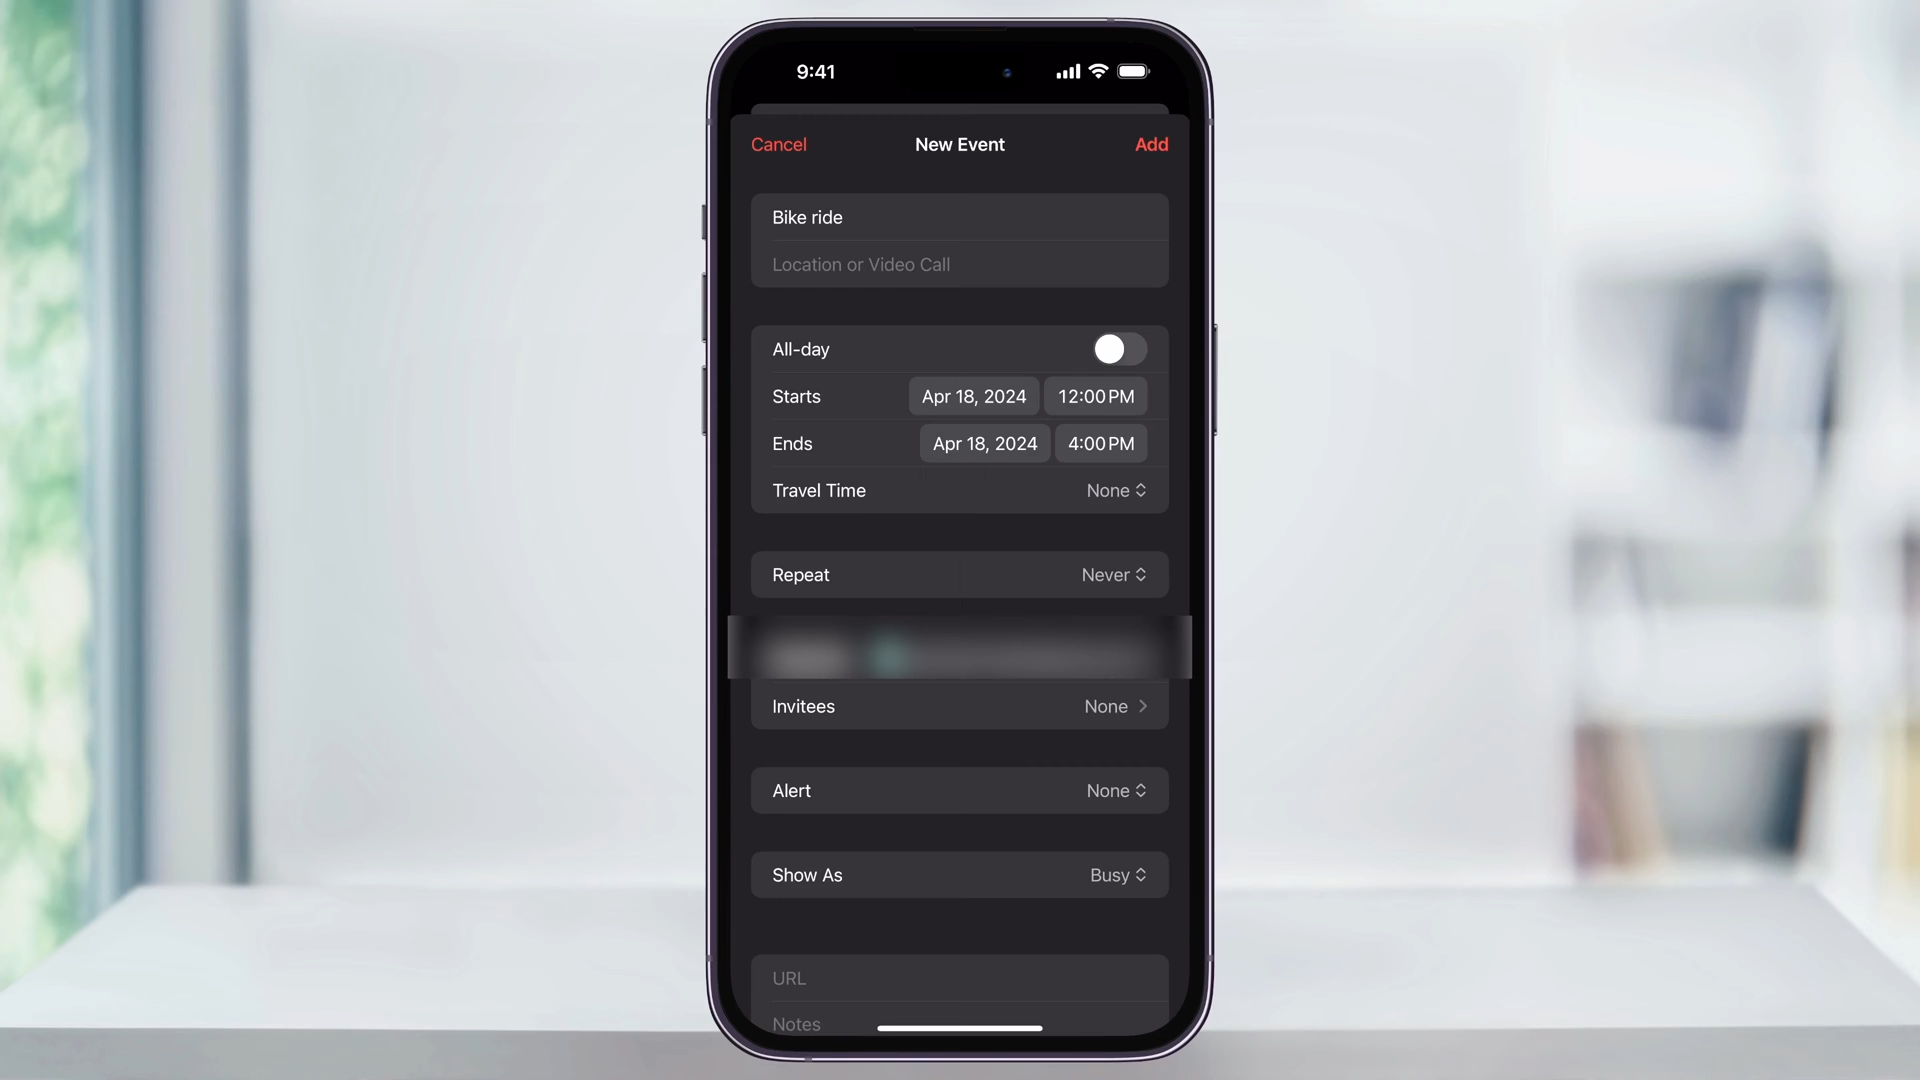 9:41
Cancel New Event Add
Bike ride
Location or Video Call
All-day
Starts Apr 18, 2024 12:00 PM
Ends Apr 18, 2024 4:00 PM
Travel Time None
Repeat Never
Invitees None
Alert None
Show As Busy
URL
Notes